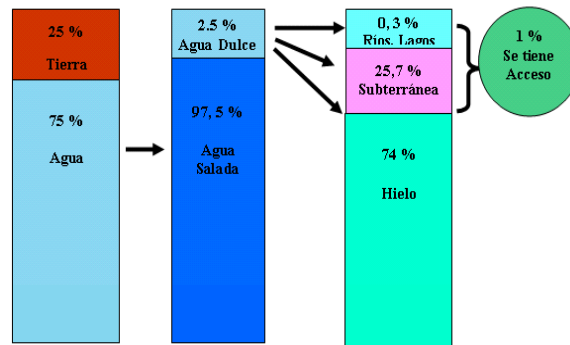 25 %
Tierra
75 %
Agua
2.5 %
Agua Dulce
97, 5 %
Agua
Salada
0, 3 %
Ríos. Lagos
25,7 %
Subterránea
74 %
Hielo
1 %
Se tiene
Acceso